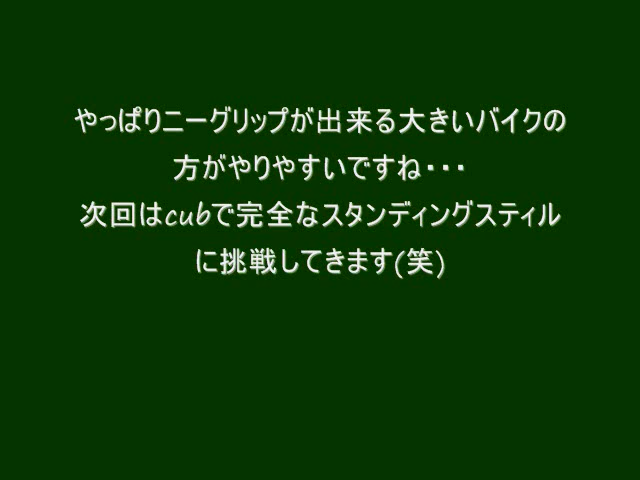 やっぱりニーグリップが出来る大きいバイクの
方がやりやすいですね・・・
次回はcubで完全なスタンディングスティル
に挑戦してきます(笑)